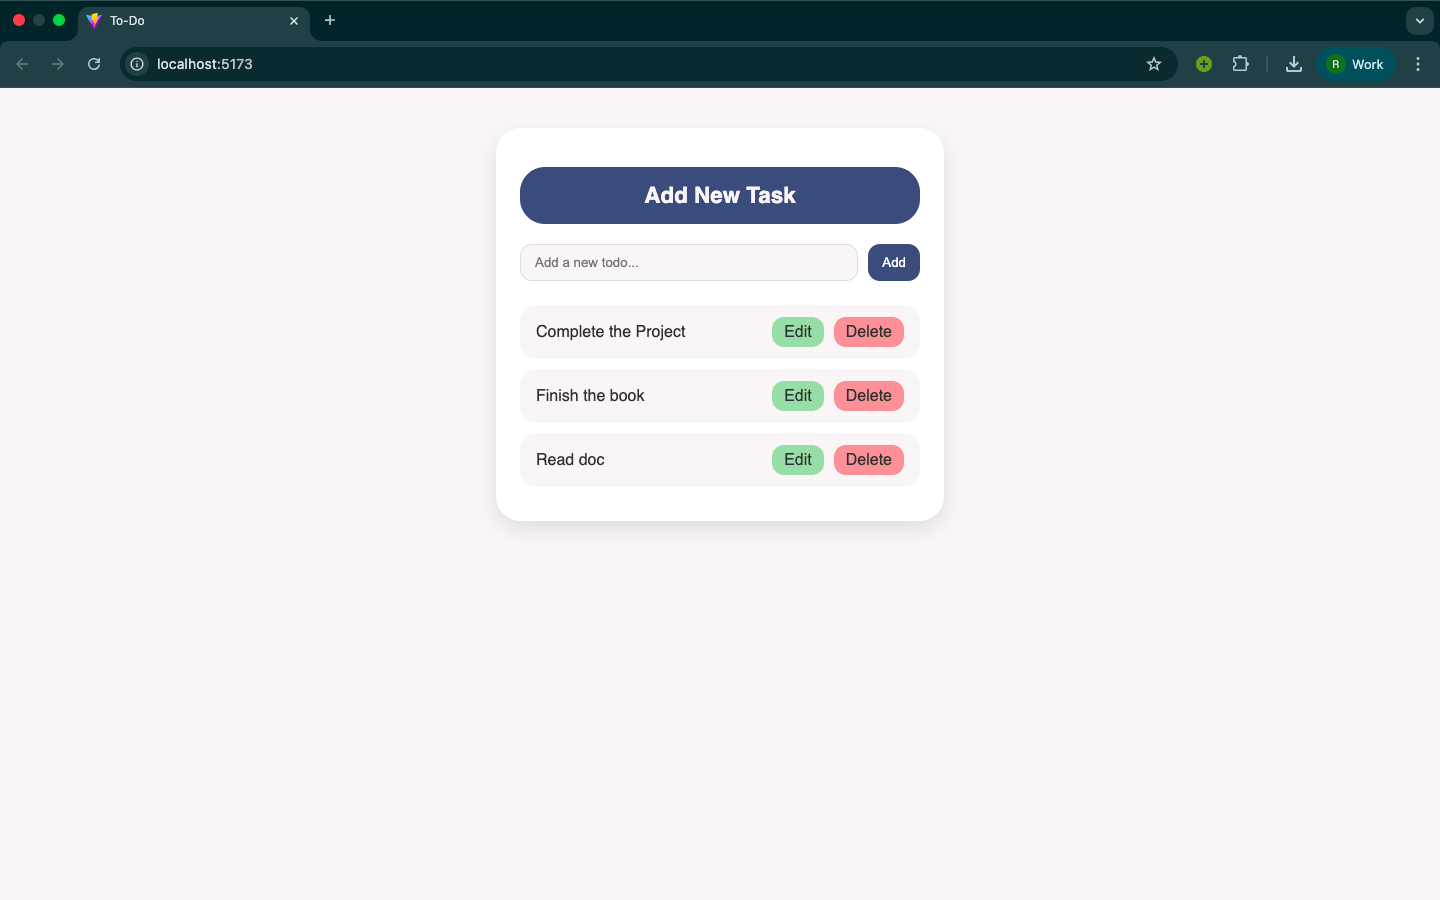 To-Do
localhost:5173
R Work
Add New Task
Add a new todo... Add
Complete the Project Edit Delete
Finish the book Edit Delete
Read doc Edit Delete